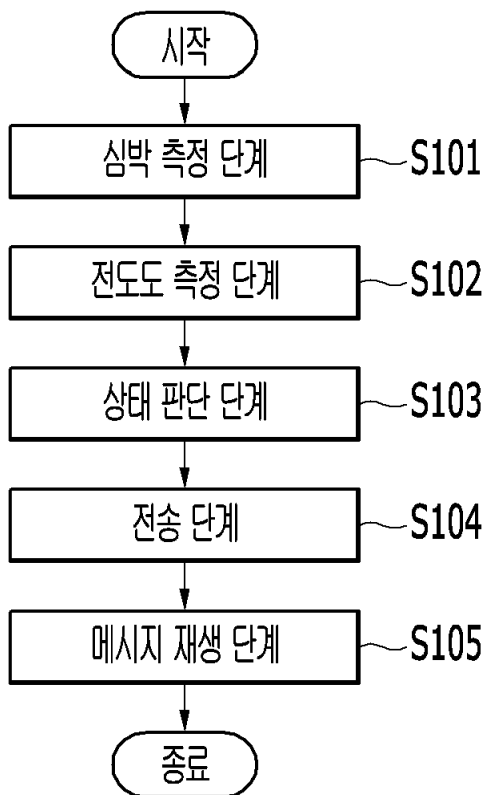 시작
심박 측정 단계 S101
전도도 측정 단계 S102
상태 판단 단계 S103
전송 단계 S104
메시지 재생 단계 S105
종료